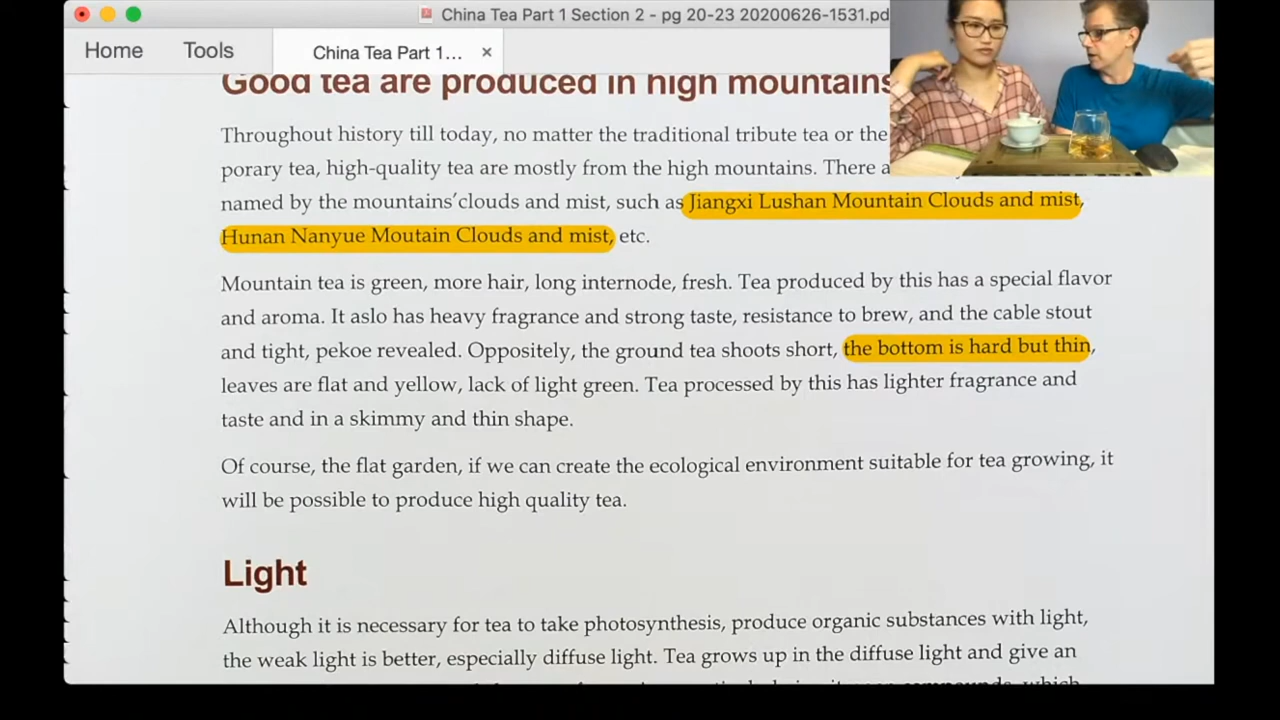 China Tea Part 1 Section 2 - pg 20-23 20200626-1531.pd
Home Tools China Tea Part 1... ×
Good tea are produced in high mountains
Throughout history till today, no matter the traditional tribute tea or the
porary tea, high-quality tea are mostly from the high mountains. There a
named by the mountains'clouds and mist, such as Jiangxi Lushan Mountain Clouds and mist,
Hunan Nanyue Moutain Clouds and mist, etc.
Mountain tea is green, more hair, long internode, fresh. Tea produced by this has a special flavor
and aroma. It aslo has heavy fragrance and strong taste, resistance to brew, and the cable stout
and tight, pekoe revealed. Oppositely, the ground tea shoots short, the bottom is hard but thin,
leaves are flat and yellow, lack of light green. Tea processed by this has lighter fragrance and
taste and in a skimmy and thin shape.
Of course, the flat garden, if we can create the ecological environment suitable for tea growing, it
will be possible to produce high quality tea.
Light
Although it is necessary for tea to take photosynthesis, produce organic substances with light,
the weak light is better, especially diffuse light. Tea grows up in the diffuse light and give an